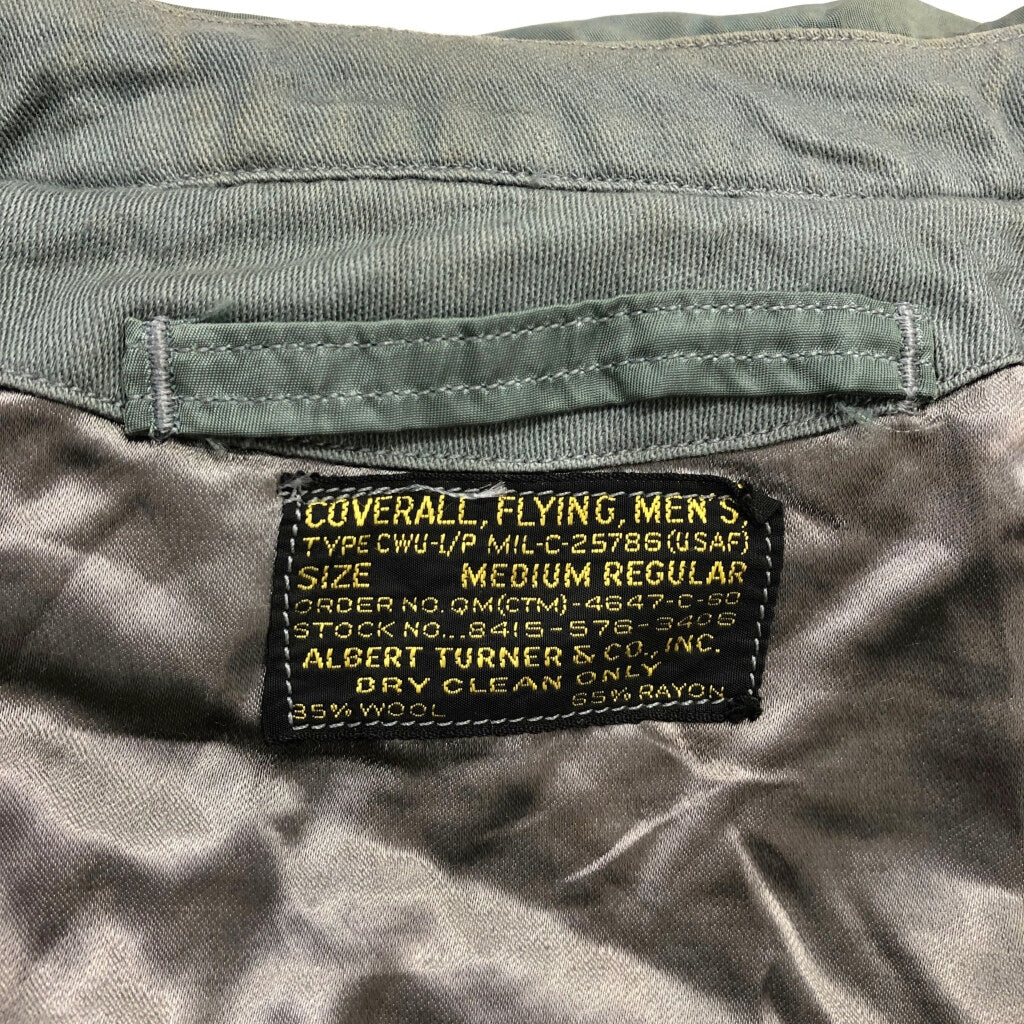 COVERALL, FLYING, MEN'S,
TYPE CWU-1/P MIL-C-25786 (USAF)
SIZE MEDIUM REGULAR
ORDER NO. QM(CTM)-4647-C-60
STOCK NO...8415-576-3405
ALBERT TURNER & CO., INC.
DRY CLEAN ONLY
35% WOOL 65% RAYON